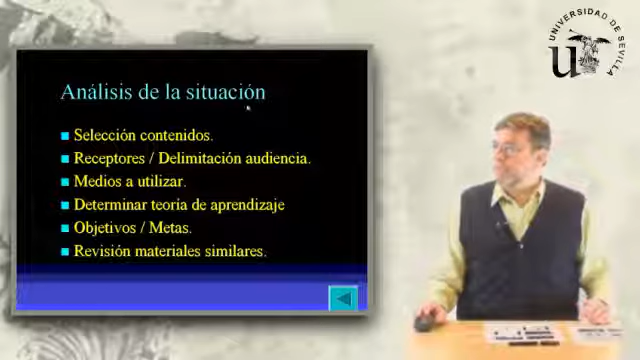 Análisis de la situación
Selección contenidos.
Receptores / Delimitación audiencia.
Medios a utilizar.
Determinar teoría de aprendizaje
Objetivos / Metas.
Revisión materiales similares.
UNIVERSIDAD DE SEVILLA
u